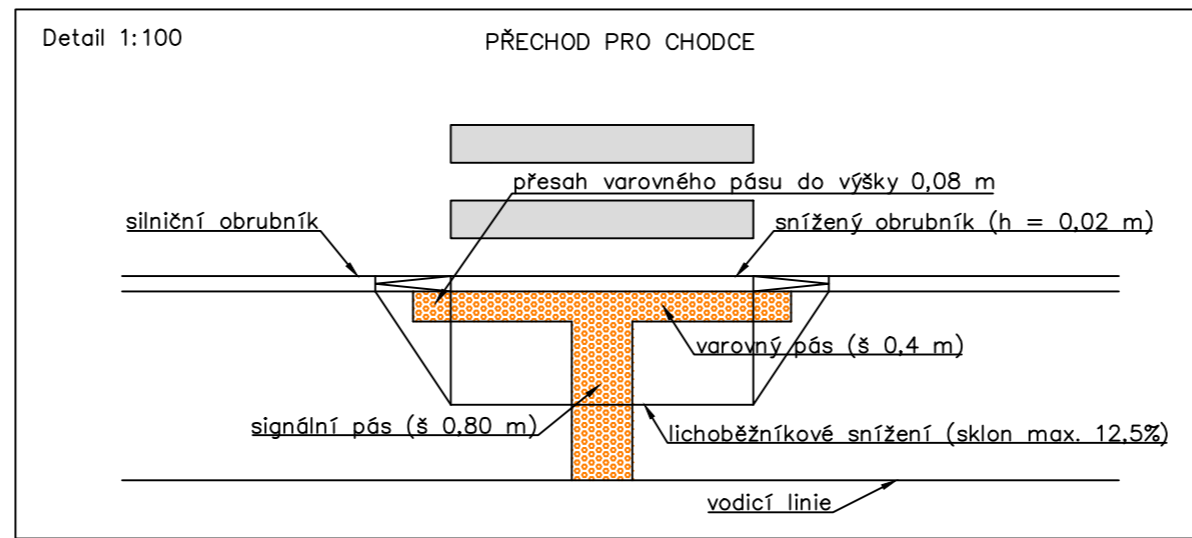 Detail 1:100
PŘECHOD PRO CHODCE
přesah varovného pásu do výšky 0,08 m
silniční obrubník
snížený obrubník (h = 0,02 m)
varovný pás (š 0,4 m)
signální pás (š 0,80 m)
lichoběžníkové snížení (sklon max. 12,5%)
vodicí linie